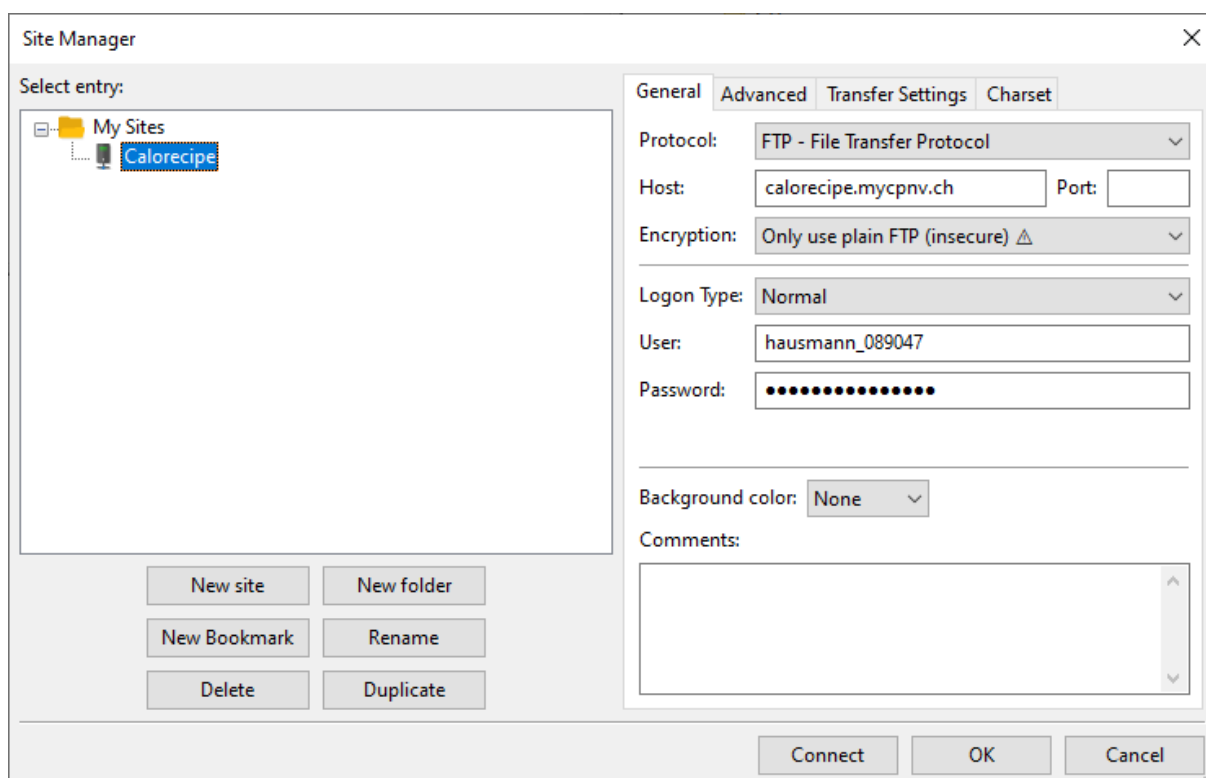 Site Manager
Select entry:
My Sites
Calorecipe
New site
New folder
New Bookmark
Rename
Delete
Duplicate
General Advanced Transfer Settings Charset
Protocol: FTP - File Transfer Protocol
Host: calorecipe.mycpnv.ch Port:
Encryption: Only use plain FTP (insecure) ⚠
Logon Type: Normal
User: hausmann_089047
Password: ●●●●●●●●●●●●●●●
Background color: None
Comments:
Connect
OK
Cancel